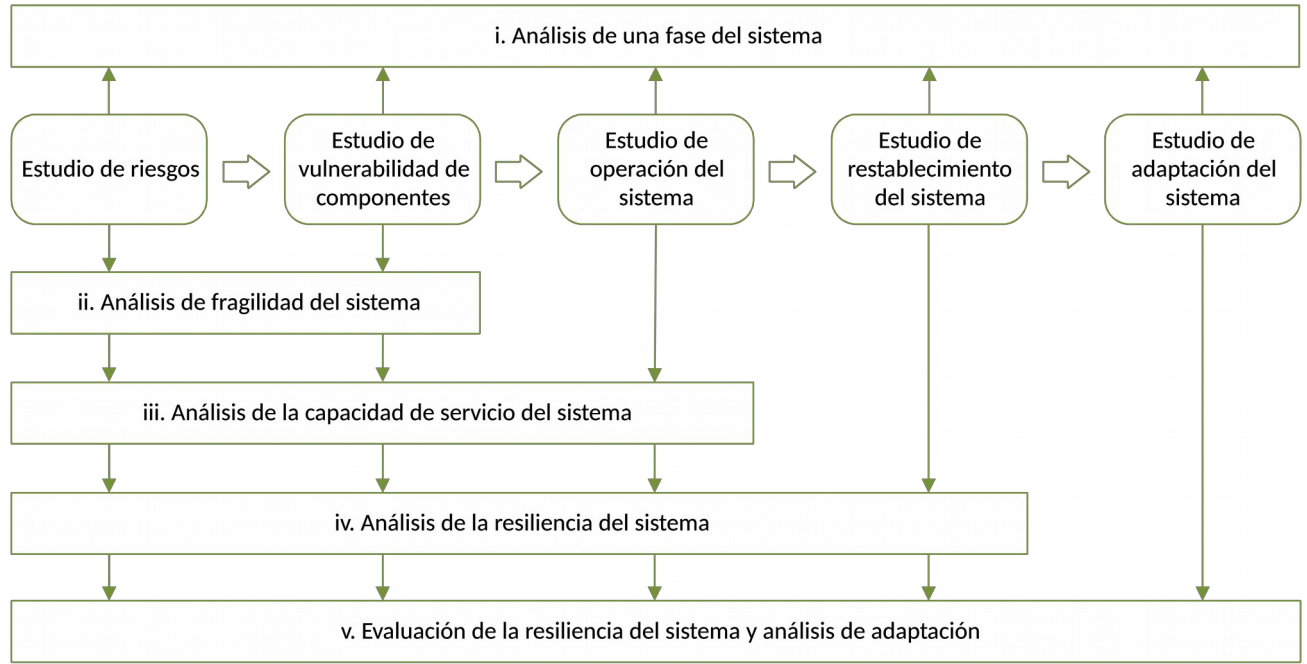 i. Análisis de una fase del sistema
Estudio de riesgos
Estudio de
vulnerabilidad de
componentes
Estudio de
operación del
sistema
Estudio de
restablecimiento
del sistema
Estudio de
adaptación del
sistema
ii. Análisis de fragilidad del sistema
iii. Análisis de la capacidad de servicio del sistema
iv. Análisis de la resiliencia del sistema
v. Evaluación de la resiliencia del sistema y análisis de adaptación